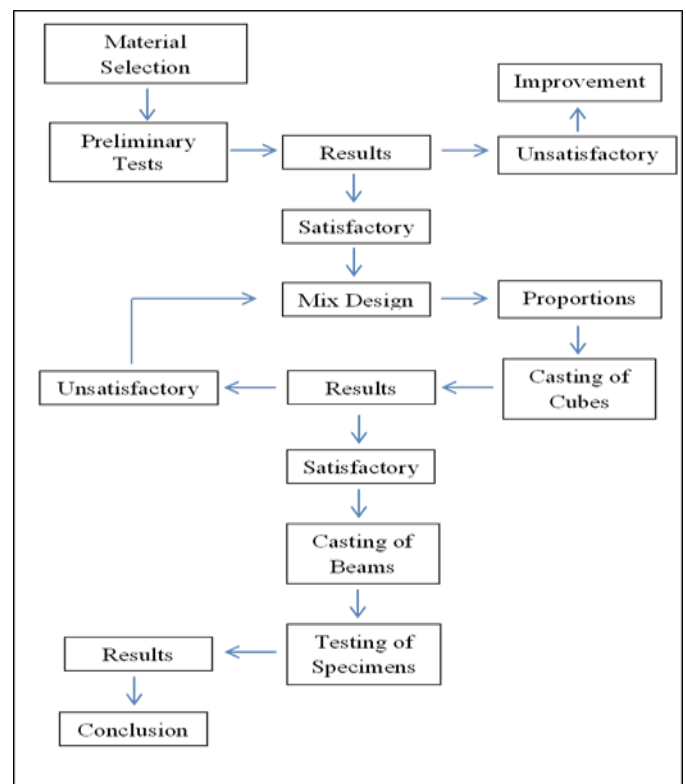 Material
Selection
Improvement
Preliminary
Tests
Results
Unsatisfactory
Satisfactory
Mix Design
Proportions
Unsatisfactory
Results
Casting of
Cubes
Satisfactory
Casting of
Beams
Results
Testing of
Specimens
Conclusion